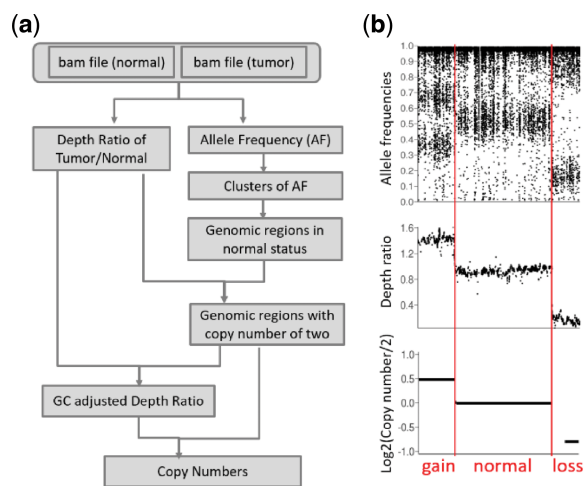 (a)
bam file (normal)
bam file (tumor)
Depth Ratio of
Tumor/Normal
Allele Frequency (AF)
Clusters of AF
Genomic regions in
normal status
Genomic regions with
copy number of two
GC adjusted Depth Ratio
Copy Numbers
(b)
Allele frequencies
1.0
0.9
0.8
0.7
0.6
0.5
0.4
0.3
0.2
0.1
0.0
Depth ratio
1.6
1.2
0.8
0.4
Log2(Copy number/2)
1.0
0.5
0.0
-0.5
-1.0
gain
normal
loss